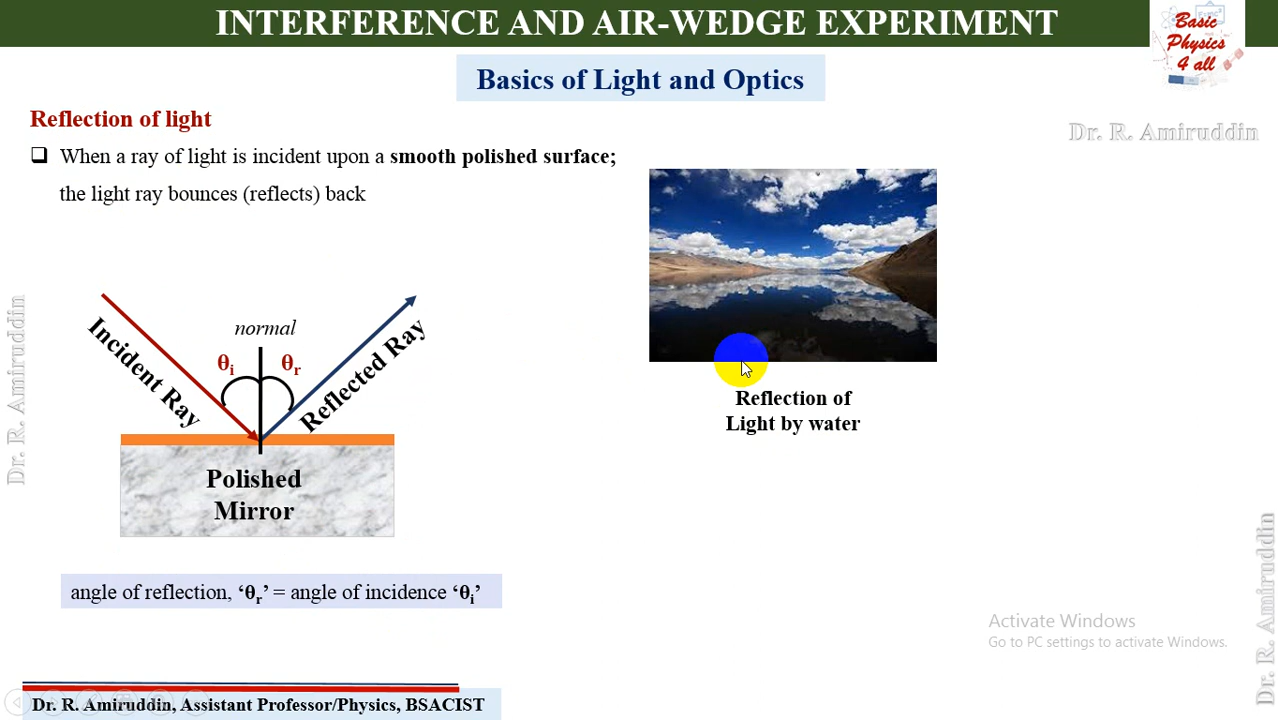 INTERFERENCE AND AIR-WEDGE EXPERIMENT
Basic
Physics
4 all
Basics of Light and Optics
Dr. R. Amiruddin
Reflection of light
❑ When a ray of light is incident upon a smooth polished surface;
the light ray bounces (reflects) back
Incident Ray
normal
θi
θr
Reflected Ray
Polished
Mirror
Reflection of
Light by water
angle of reflection, ‘θr’ = angle of incidence ‘θi’
Dr. R. Amiruddin
Dr. R. Amiruddin
Activate Windows
Go to PC settings to activate Windows.
Dr. R. Amiruddin, Assistant Professor/Physics, BSACIST